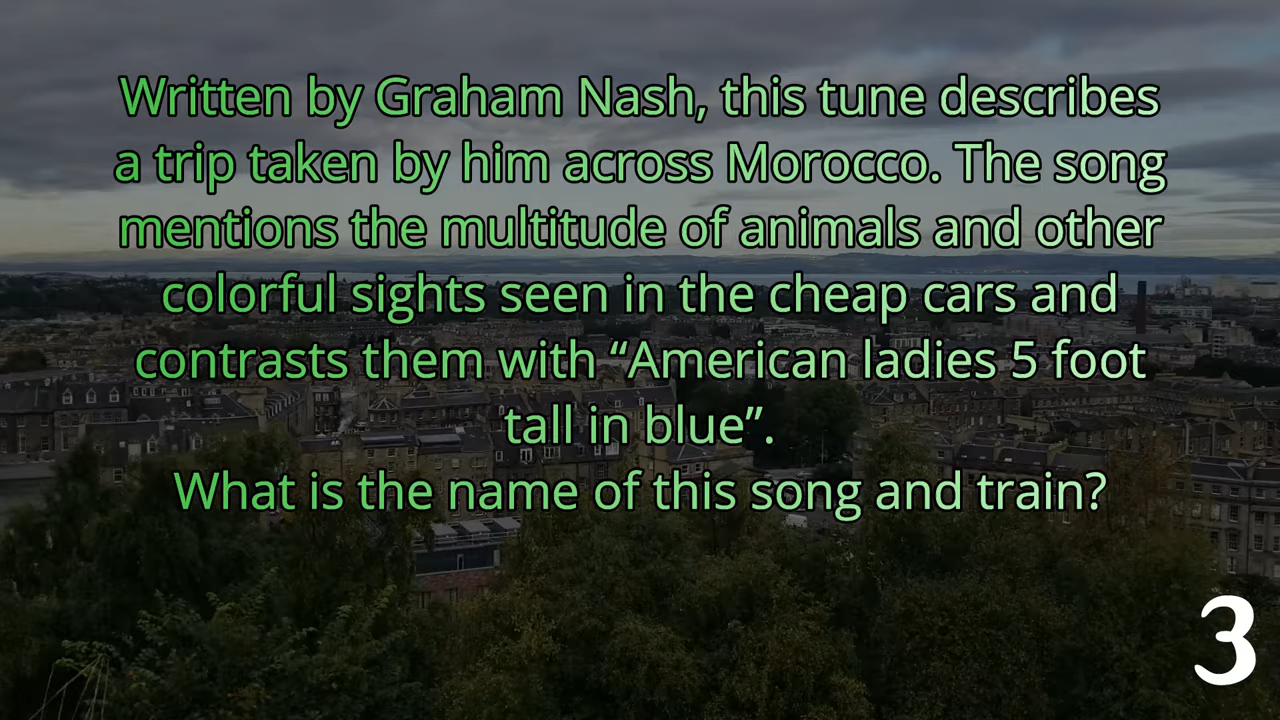 Written by Graham Nash, this tune describes
a trip taken by him across Morocco. The song
mentions the multitude of animals and other
colorful sights seen in the cheap cars and
contrasts them with “American ladies 5 foot
tall in blue”.
What is the name of this song and train?
3